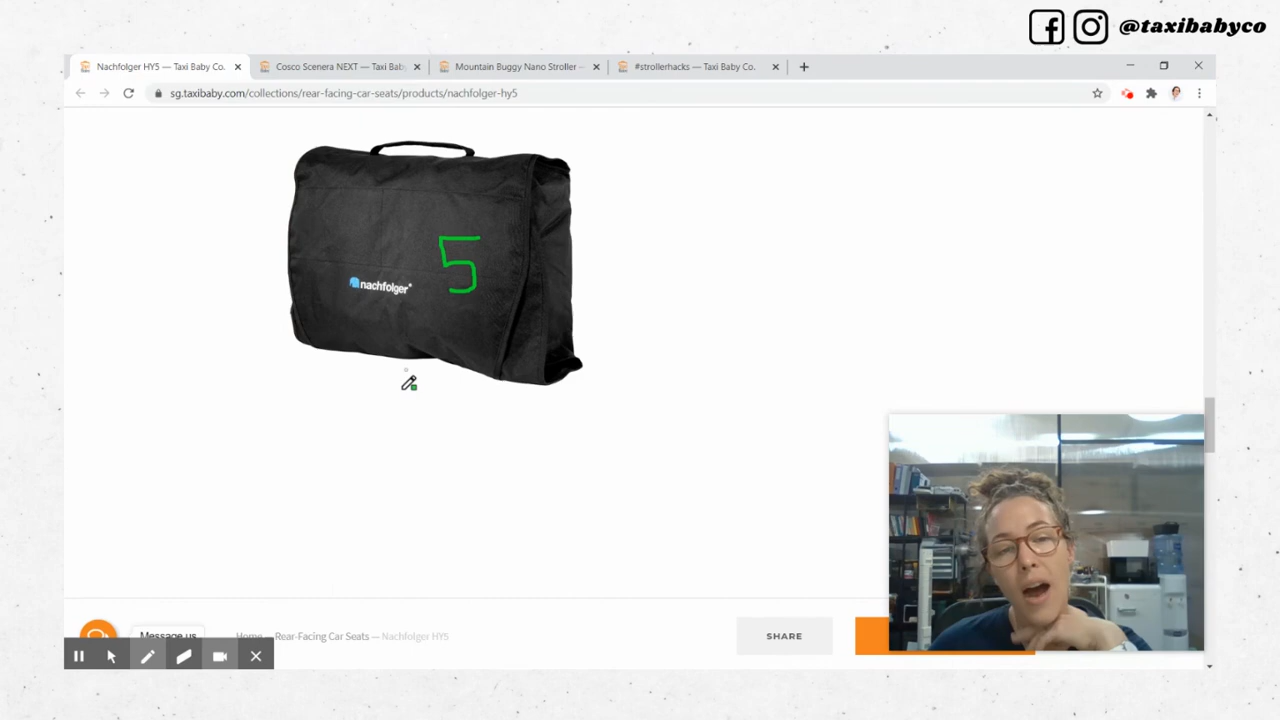 @taxibabyco
Nachfolger HY5 — Taxi Baby Co.
Cosco Scenera NEXT — Taxi Bab
Mountain Buggy Nano Stroller —
#strollerhacks — Taxi Baby Co.
sg.taxibaby.com/collections/rear-facing-car-seats/products/nachfolger-hy5
5
nachfolger
Message us
Home — Rear-Facing Car Seats — Nachfolger HY5
SHARE